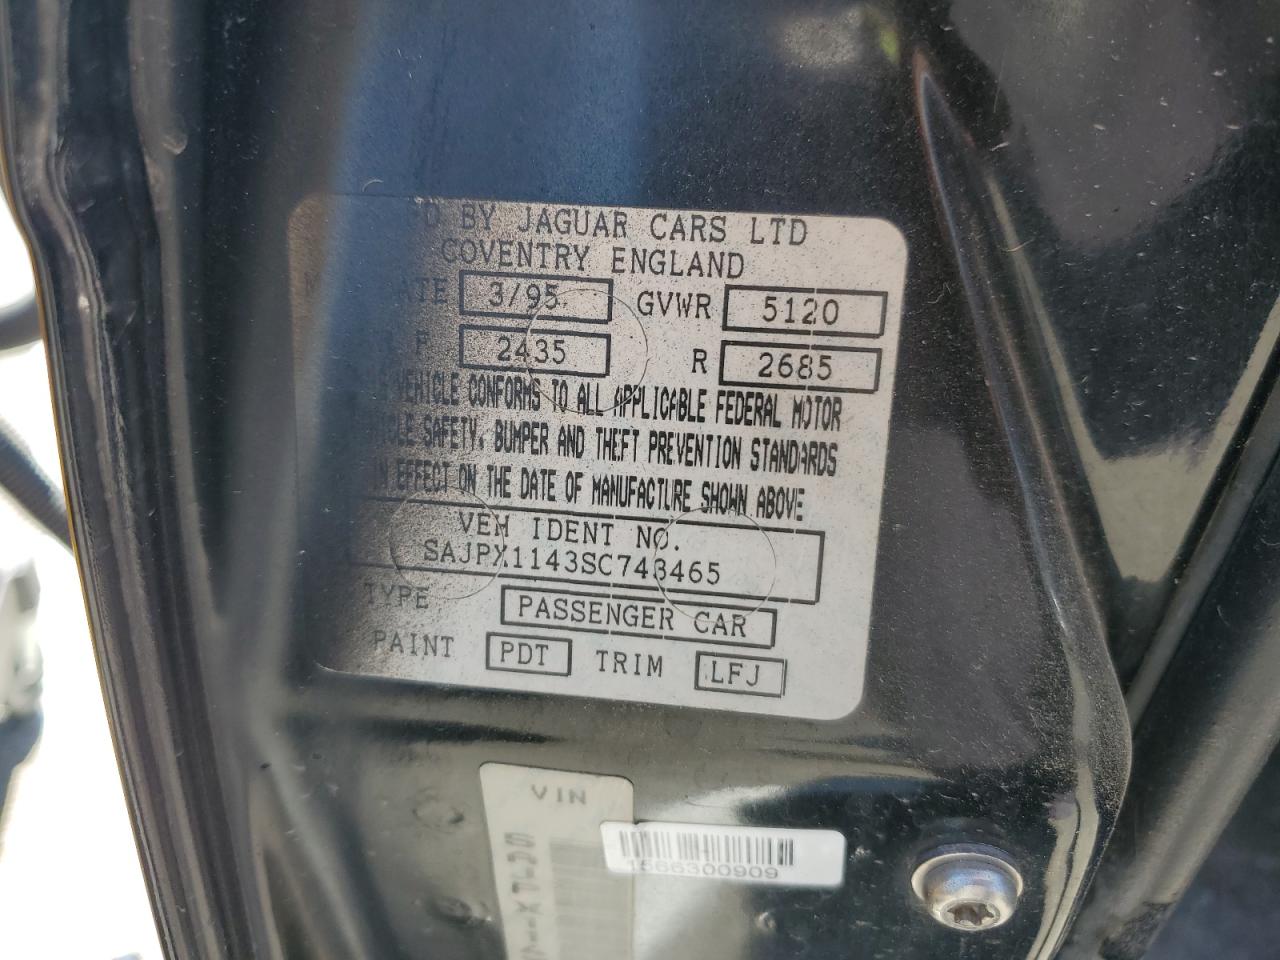 BY JAGUAR CARS LTD
COVENTRY ENGLAND
3/95 GVWR 5120
F 2435 R 2685
VEHICLE CONFORMS TO ALL APPLICABLE FEDERAL MOTOR
SAFETY, BUMPER AND THEFT PREVENTION STANDARDS
IN EFFECT ON THE DATE OF MANUFACTURE SHOWN ABOVE
VEH IDENT NO.
SAJPX1143SC743465
TYPE PASSENGER CAR
PAINT PDT TRIM LFJ
VIN
1566300909